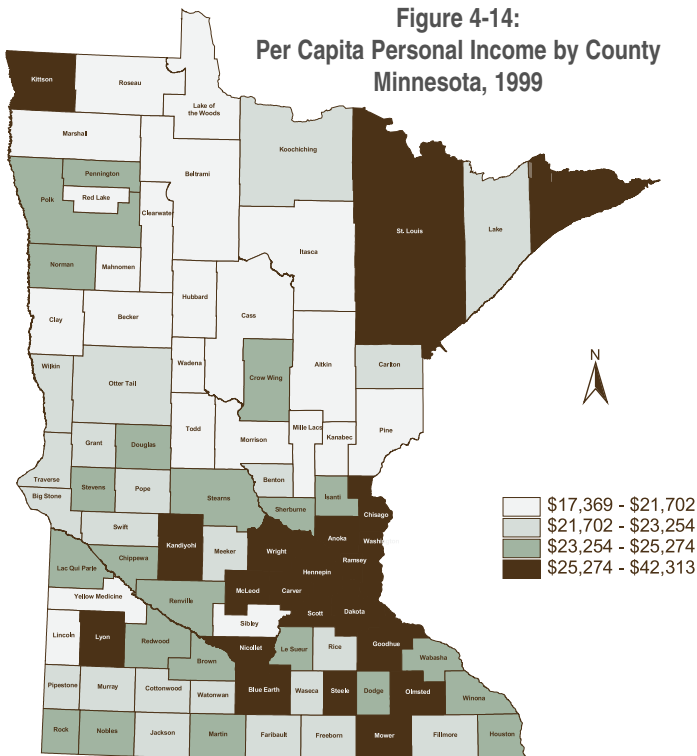 Figure 4-14:
Per Capita Personal Income by County
Minnesota, 1999
Kittson
Roseau
Lake of
the Woods
Marshall
Koochiching
Pennington
Beltrami
Polk
Red Lake
Clearwater
St. Louis
Lake
Itasca
Norman
Mahnomen
Hubbard
Cass
Clay
Becker
N
Wadena
Aitkin
Wilkin
Carlton
Crow Wing
Otter Tail
Todd
Mille Lacs
Pine
Morrison
Kanabec
Grant
Douglas
Traverse
Benton
Big Stone
Stevens
Pope
Stearns
Isanti
Sherburne
Chisago
$17,369 - $21,702
$21,702 - $23,254
$23,254 - $25,274
$25,274 - $42,313
Swift
Kandiyohi
Anoka
Meeker
Wright
Chippewa
Ramsey
Lac Qui Parle
Hennepin
McLeod
Carver
Yellow Medicine
Renville
Scott
Dakota
Sibley
Lincoln
Lyon
Redwood
Nicollet
Le Sueur
Rice
Goodhue
Wabasha
Brown
Pipestone
Murray
Cottonwood
Watonwan
Blue Earth
Waseca
Steele
Dodge
Olmsted
Winona
Rock
Nobles
Jackson
Martin
Faribault
Freeborn
Mower
Fillmore
Houston